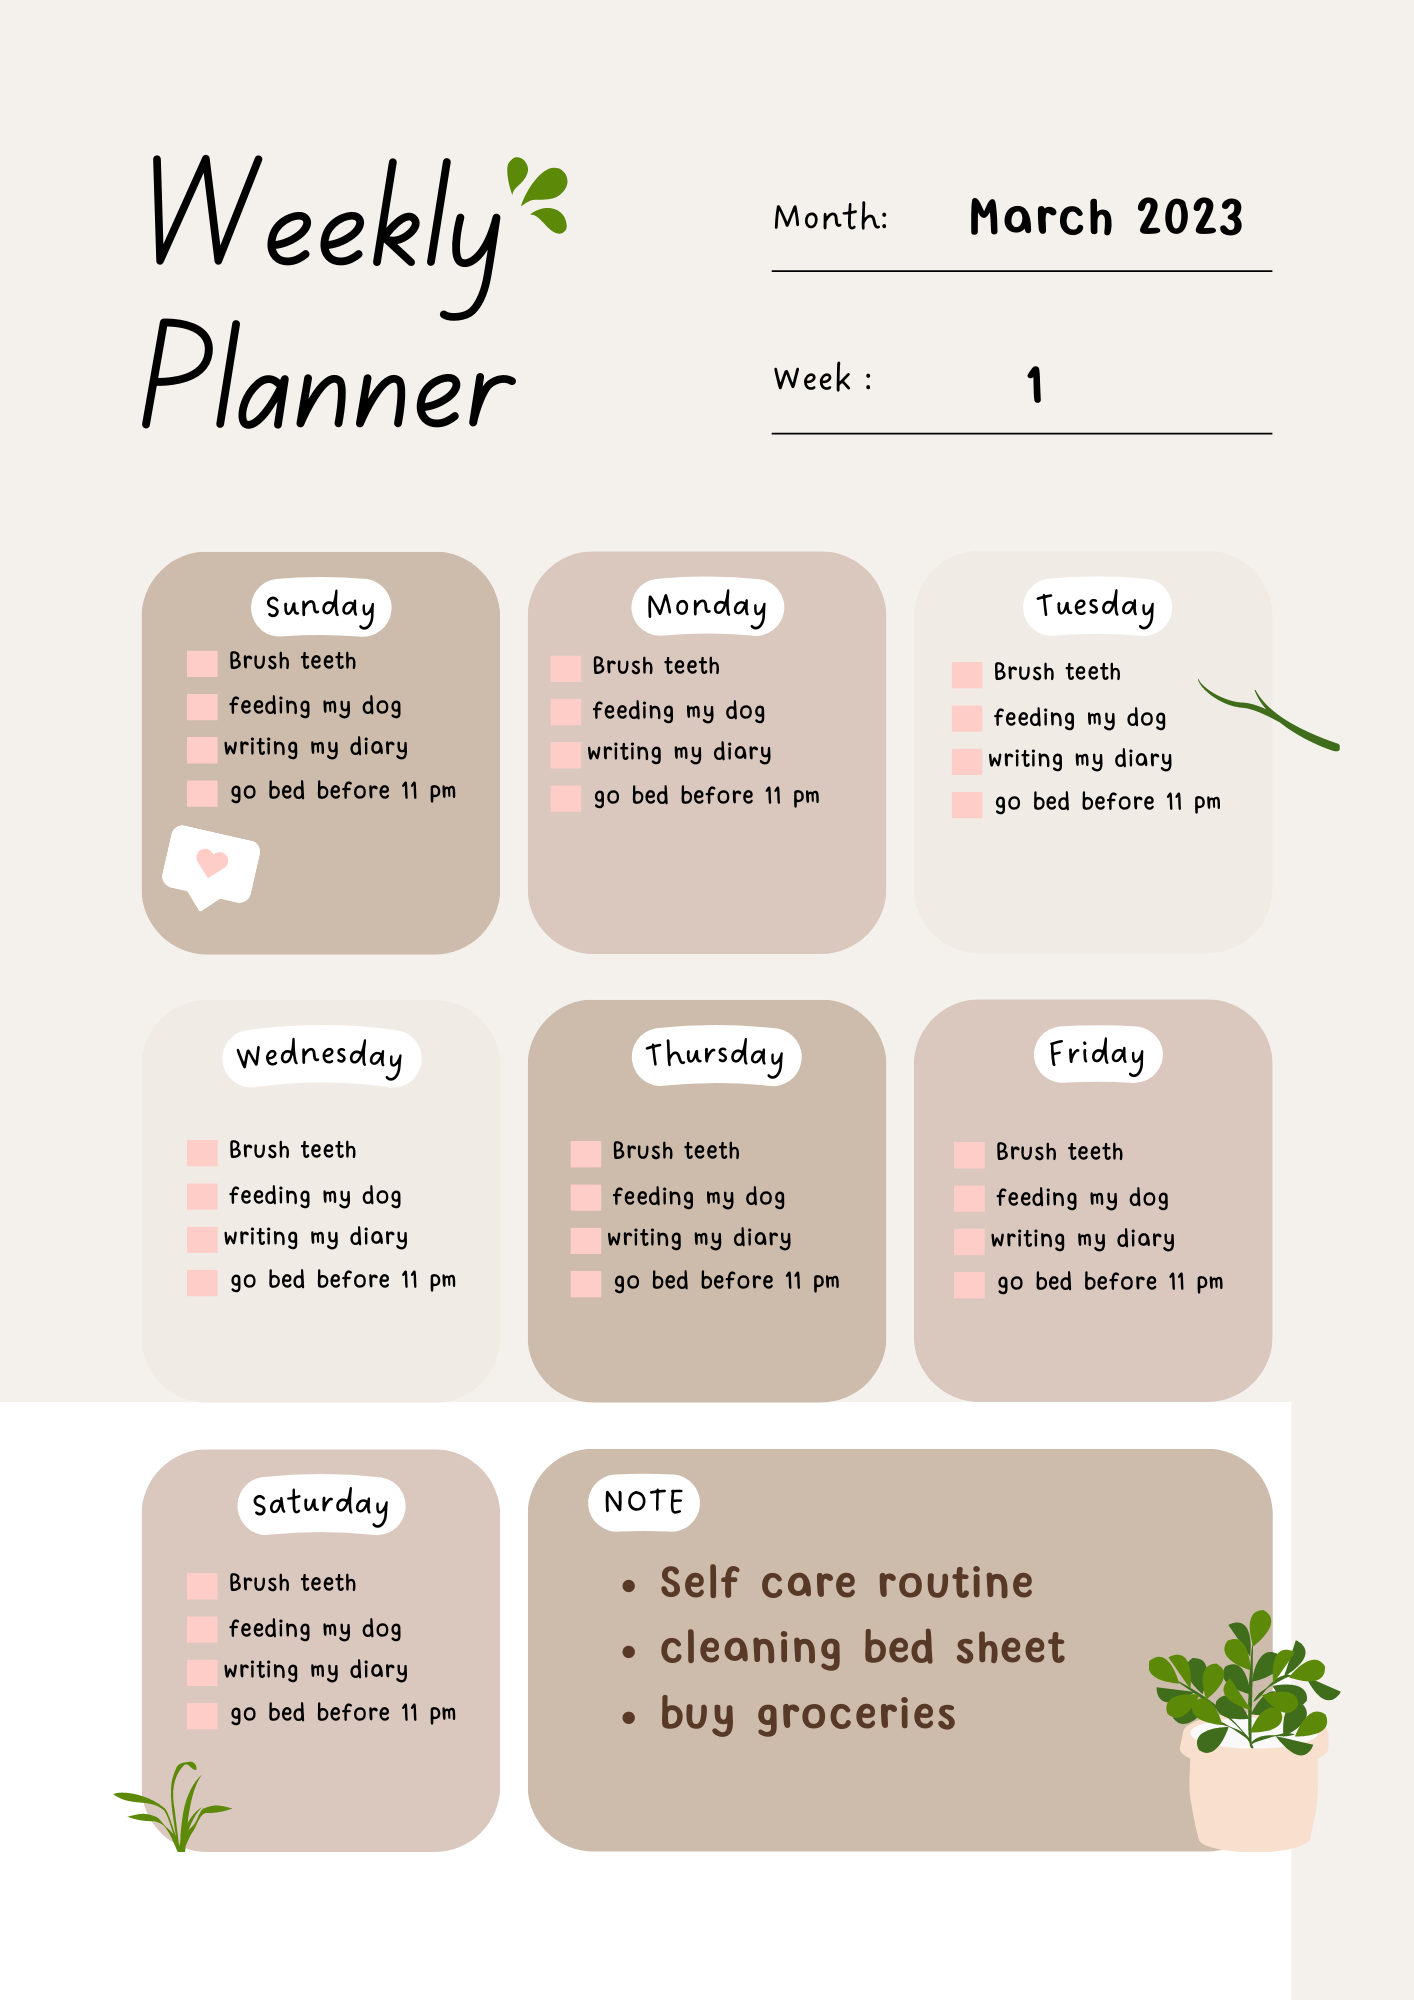 Weekly
Planner
Month: March 2023
Week : 1
Sunday
Brush teeth
feeding my dog
writing my diary
go bed before 11 pm
Monday
Brush teeth
feeding my dog
writing my diary
go bed before 11 pm
Tuesday
Brush teeth
feeding my dog
writing my diary
go bed before 11 pm
Wednesday
Brush teeth
feeding my dog
writing my diary
go bed before 11 pm
Thursday
Brush teeth
feeding my dog
writing my diary
go bed before 11 pm
Friday
Brush teeth
feeding my dog
writing my diary
go bed before 11 pm
Saturday
Brush teeth
feeding my dog
writing my diary
go bed before 11 pm
NOTE
• Self care routine
• cleaning bed sheet
• buy groceries